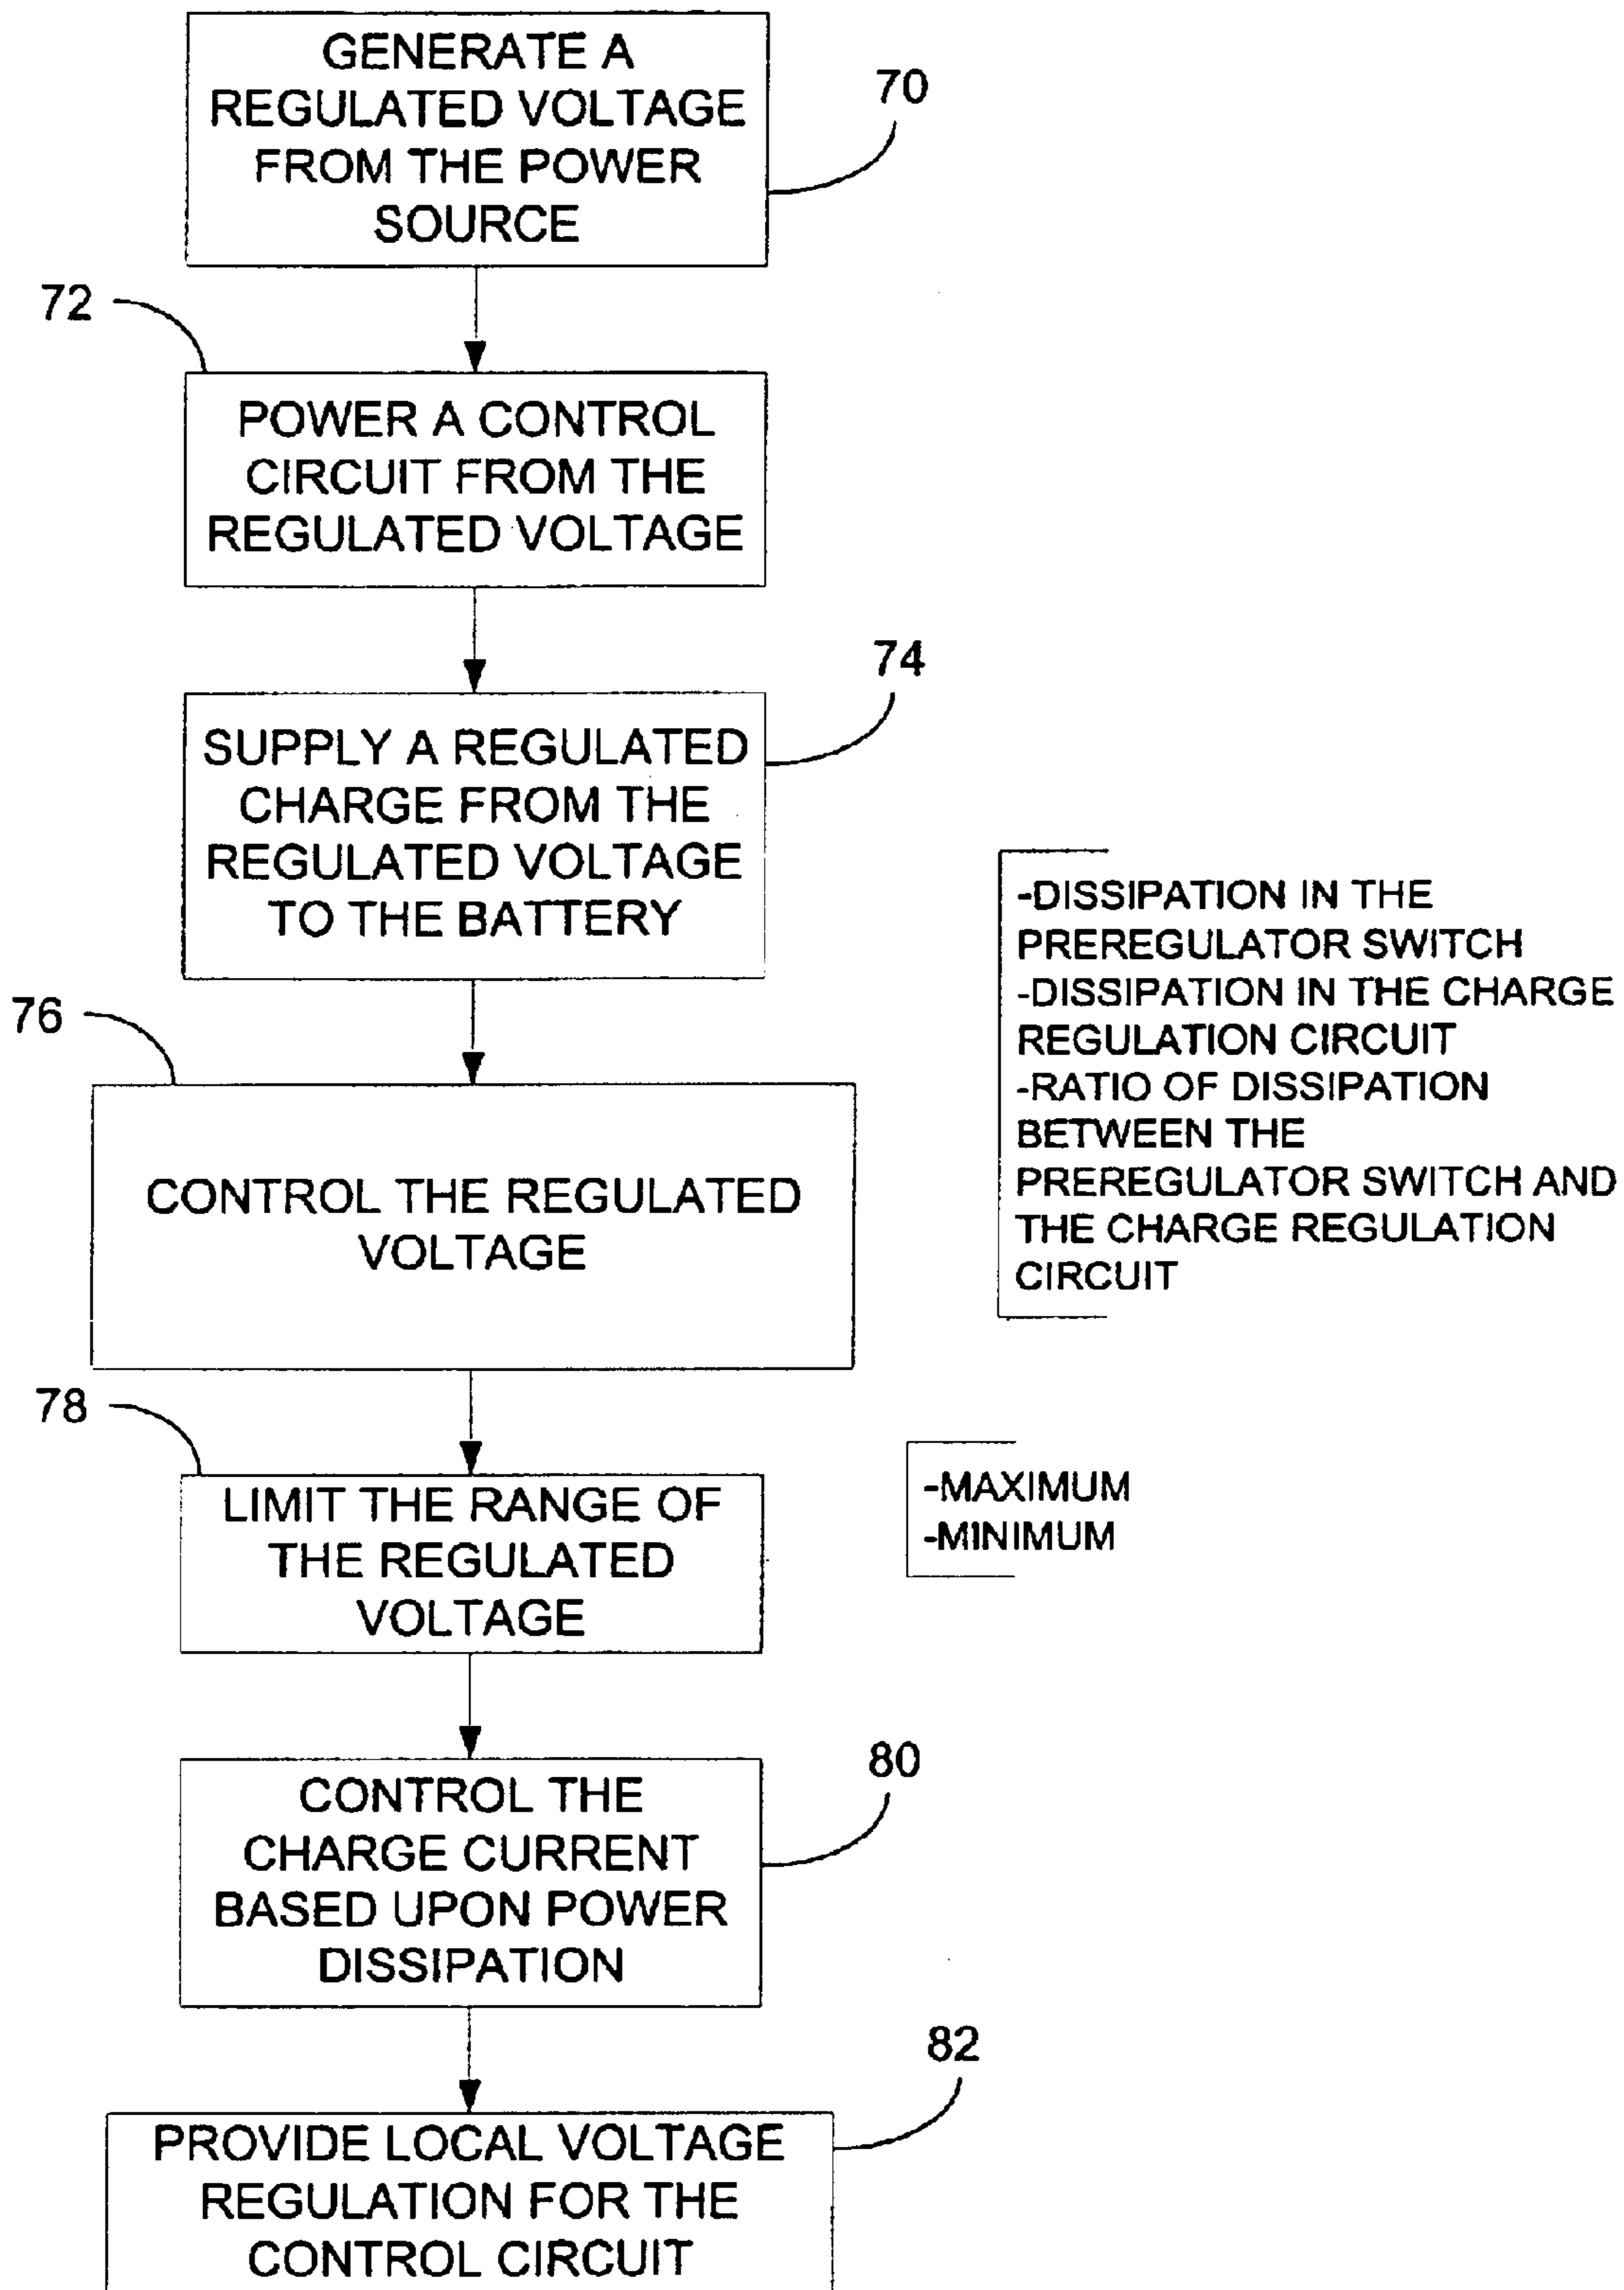 GENERATE A
REGULATED VOLTAGE
FROM THE POWER
SOURCE
70
72
POWER A CONTROL
CIRCUIT FROM THE
REGULATED VOLTAGE
74
SUPPLY A REGULATED
CHARGE FROM THE
REGULATED VOLTAGE
TO THE BATTERY
76
CONTROL THE REGULATED
VOLTAGE
-DISSIPATION IN THE
PREREGULATOR SWITCH
-DISSIPATION IN THE CHARGE
REGULATION CIRCUIT
-RATIO OF DISSIPATION
BETWEEN THE
PREREGULATOR SWITCH AND
THE CHARGE REGULATION
CIRCUIT
78
LIMIT THE RANGE OF
THE REGULATED
VOLTAGE
-MAXIMUM
-MINIMUM
80
CONTROL THE
CHARGE CURRENT
BASED UPON POWER
DISSIPATION
82
PROVIDE LOCAL VOLTAGE
REGULATION FOR THE
CONTROL CIRCUIT